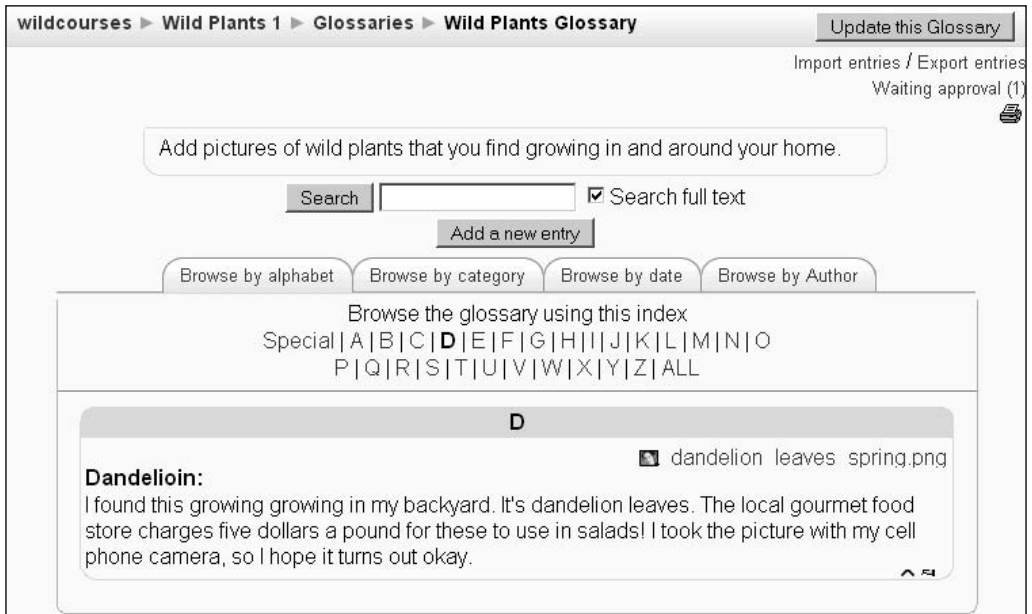 wildcourses ► Wild Plants 1 ► Glossaries ► Wild Plants Glossary
Update this Glossary
Import entries / Export entries
Waiting approval (1)
Add pictures of wild plants that you find growing in and around your home.
Search Search full text
Add a new entry
Browse by alphabet Browse by category Browse by date Browse by Author
Browse the glossary using this index
Special | A | B | C | D | E | F | G | H | I | J | K | L | M | N | O
P | Q | R | S | T | U | V | W | X | Y | Z | ALL
D
dandelion leaves spring.png
Dandelioin:
I found this growing growing in my backyard. It's dandelion leaves. The local gourmet food
store charges five dollars a pound for these to use in salads! I took the picture with my cell
phone camera, so I hope it turns out okay.